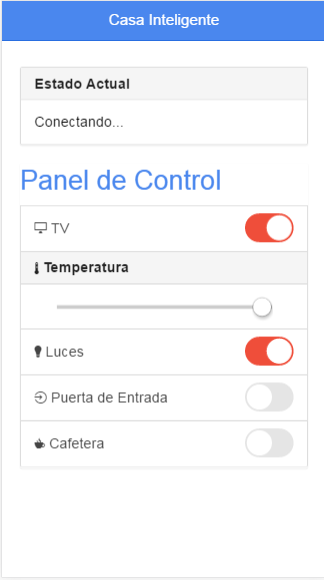 Casa Inteligente
Estado Actual
Conectando...
Panel de Control
TV
Temperatura
Luces
Puerta de Entrada
Cafetera